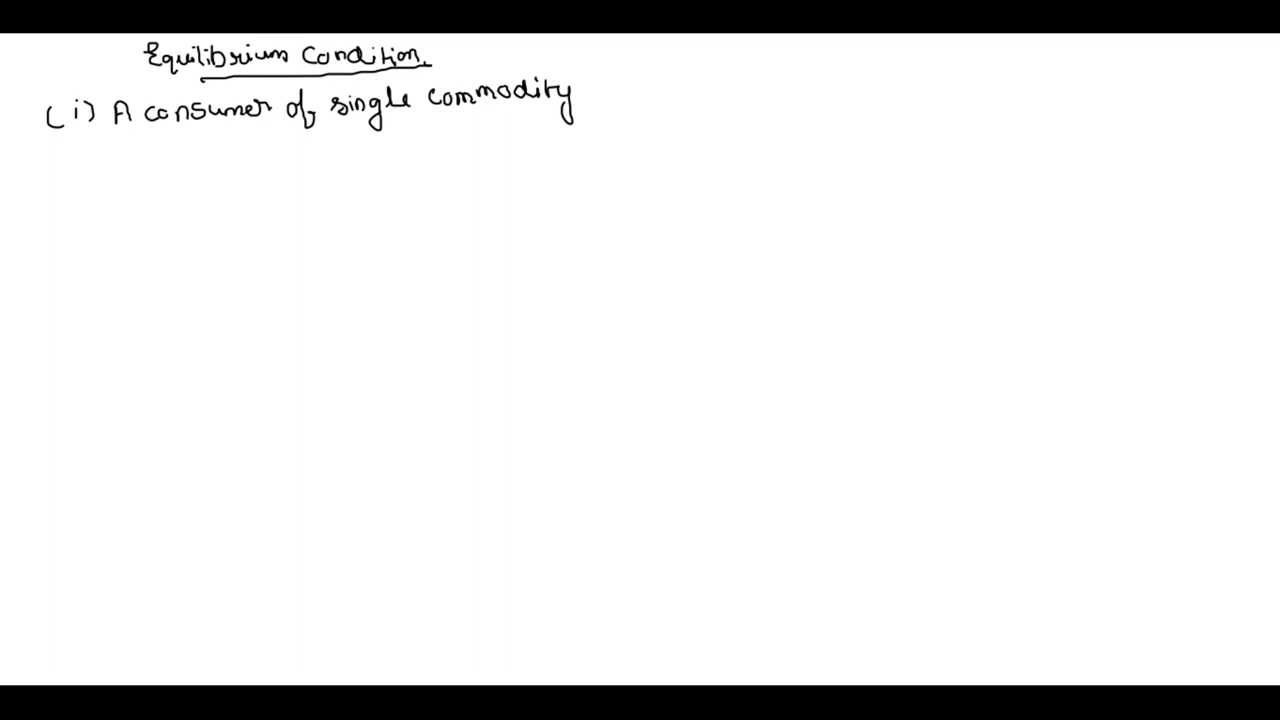 Equilibrium Condition.
(i) A consumer of single commodity